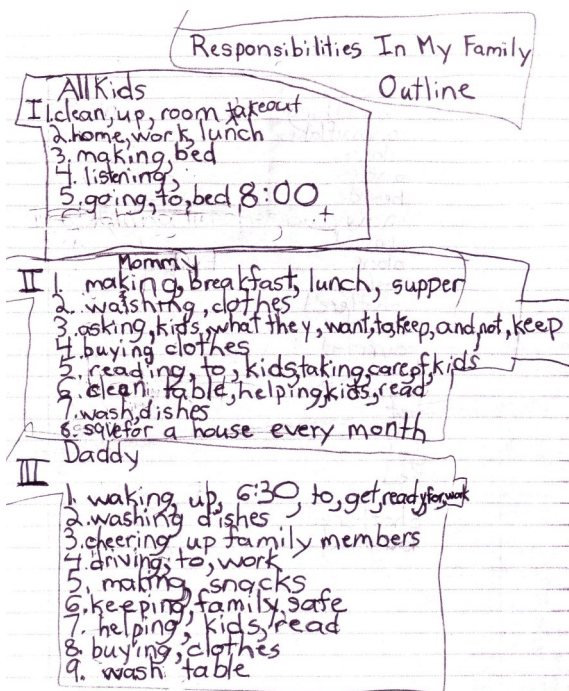 Responsibilities In My Family
Outline
All Kids
I 1. clean, up, room takeout
2. home, work, lunch
3. making, bed
4. listening,
5. going, to, bed 8:00
Mommy
II 1. making, breakfast, lunch, supper
2. waishing, clothes
3. asking, kids, what they, want, to, keep, and, not, keep
4. buying clothes
5. reading, to, kids, taking, care, of, kids
6. clean table, helping, kids, read
7. wash, dishes
8. save for a house every month
Daddy
III
1. waking, up, 6:30, to, get, ready, for, work
2. washing dishes
3. cheering up family members
4. driving, to, work
5. making, snacks
6. keeping, family, safe
7. helping, kids, read
8. buying, clothes
9. wash table